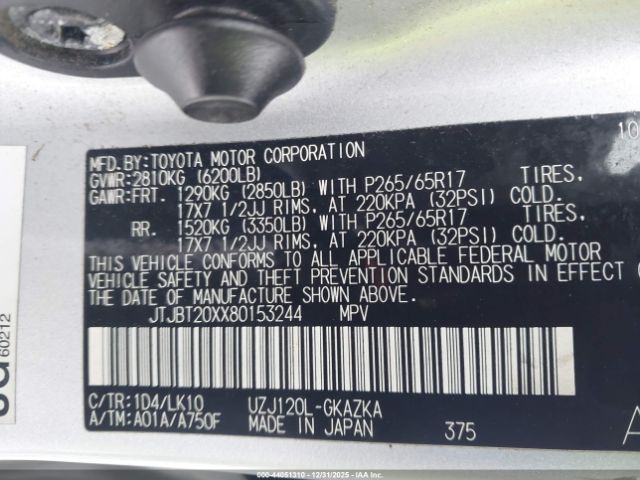 10
MFD.BY:TOYOTA MOTOR CORPORATION
GVWR:2810KG (6200LB)
GAWR:FRT. 1290KG (2850LB) WITH P265/65R17 TIRES,
17X7 1/2JJ RIMS, AT 220KPA (32PSI) COLD.
RR. 1520KG (3350LB) WITH P265/65R17 TIRES,
17X7 1/2JJ RIMS, AT 220KPA (32PSI) COLD.
THIS VEHICLE CONFORMS TO ALL APPLICABLE FEDERAL MOTOR
VEHICLE SAFETY AND THEFT PREVENTION STANDARDS IN EFFECT
THE DATE OF MANUFACTURE SHOWN ABOVE.
JTJBT20XX80153244 MPV
C/TR:1D4/LK10 UZJ120L-GKAZKA
A/TM:A01A/A750F MADE IN JAPAN 375
60212
000-44051310 - 12/31/2025 - IAA Inc.